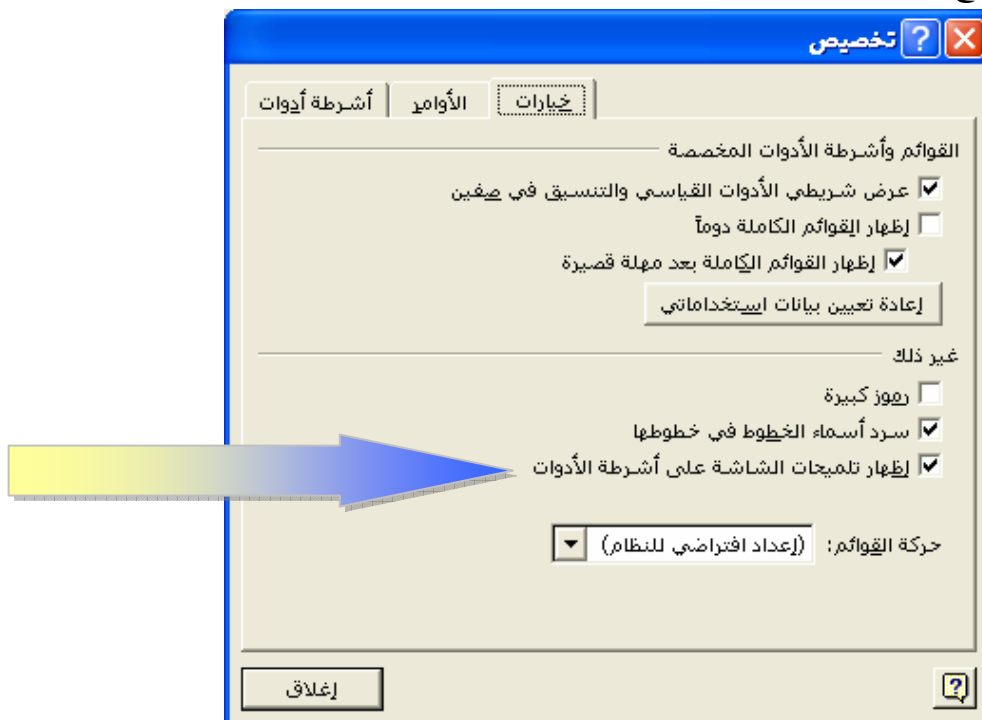 تخصيص
أشرطة أدوات الأوامر خيارات
القوائم وأشرطة الأدوات المخصصة
عرض شريطي الأدوات القياسي والتنسيق في صفين
إظهار القوائم الكاملة دوماً
إظهار القوائم الكاملة بعد مهلة قصيرة
إعادة تعيين بيانات استخداماتي
غير ذلك
رموز كبيرة
سرد أسماء الخطوط في خطوطها
إظهار تلميحات الشاشة على أشرطة الأدوات
حركة القوائم: (إعداد افتراضي للنظام)
إغلاق